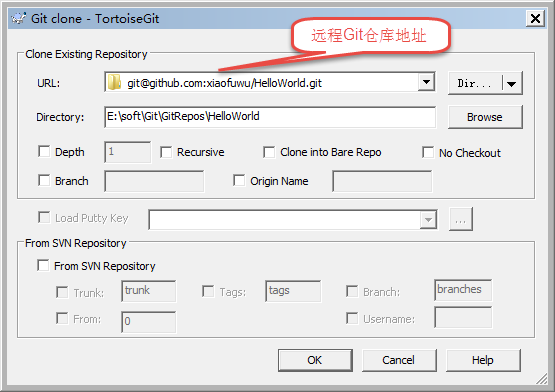 Git clone - TortoiseGit
远程Git仓库地址
Clone Existing Repository
URL: git@github.com:xiaofuwu/HelloWorld.git Dir...
Directory: E:\soft\Git\GitRepos\HelloWorld Browse
Depth 1 Recursive Clone into Bare Repo No Checkout
Branch Origin Name
Load Putty Key ...
From SVN Repository
From SVN Repository
Trunk: trunk Tags: tags Branch: branches
From: 0 Username:
OK Cancel Help